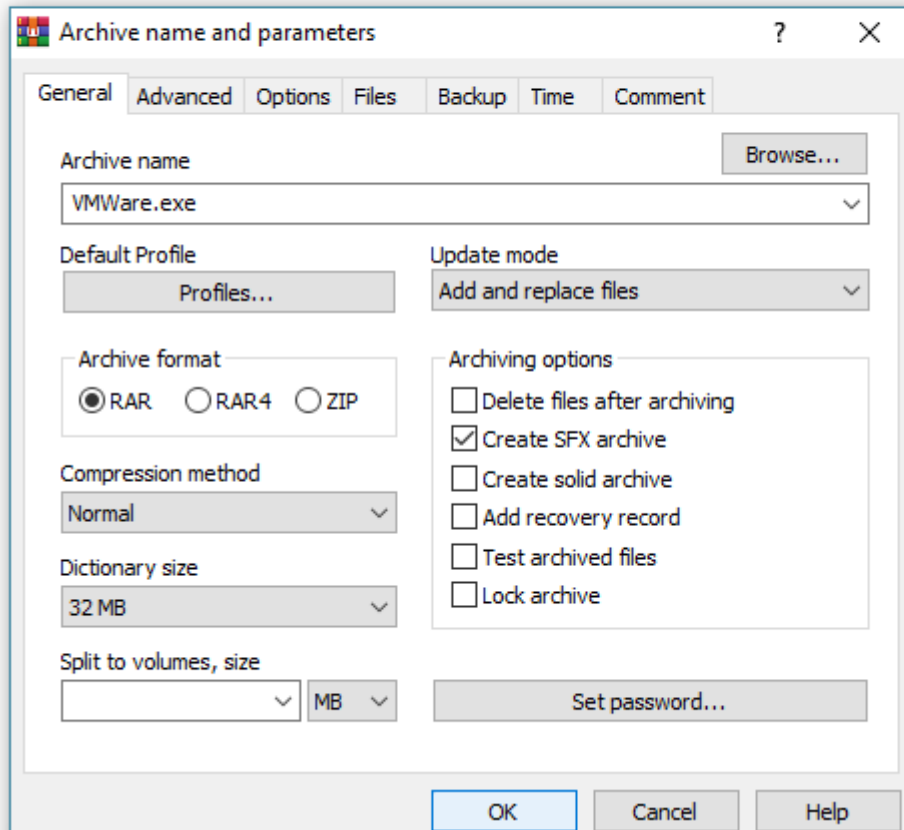 Archive name and parameters
?
General Advanced Options Files Backup Time Comment
Archive name
Browse...
VMWare.exe
Default Profile
Profiles...
Update mode
Add and replace files
Archive format
RAR RAR4 ZIP
Compression method
Normal
Dictionary size
32 MB
Split to volumes, size
MB
Archiving options
Delete files after archiving
Create SFX archive
Create solid archive
Add recovery record
Test archived files
Lock archive
Set password...
OK Cancel Help